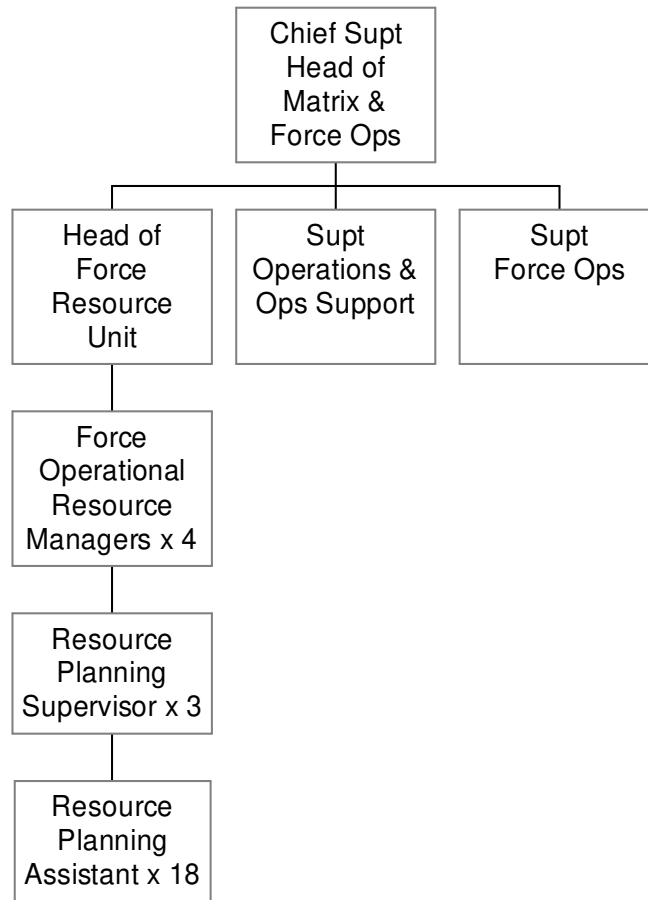 Chief Supt
Head of
Matrix &
Force Ops
Head of
Force
Resource
Unit
Supt
Operations &
Ops Support
Supt
Force Ops
Force
Operational
Resource
Managers x 4
Resource
Planning
Supervisor x 3
Resource
Planning
Assistant x 18